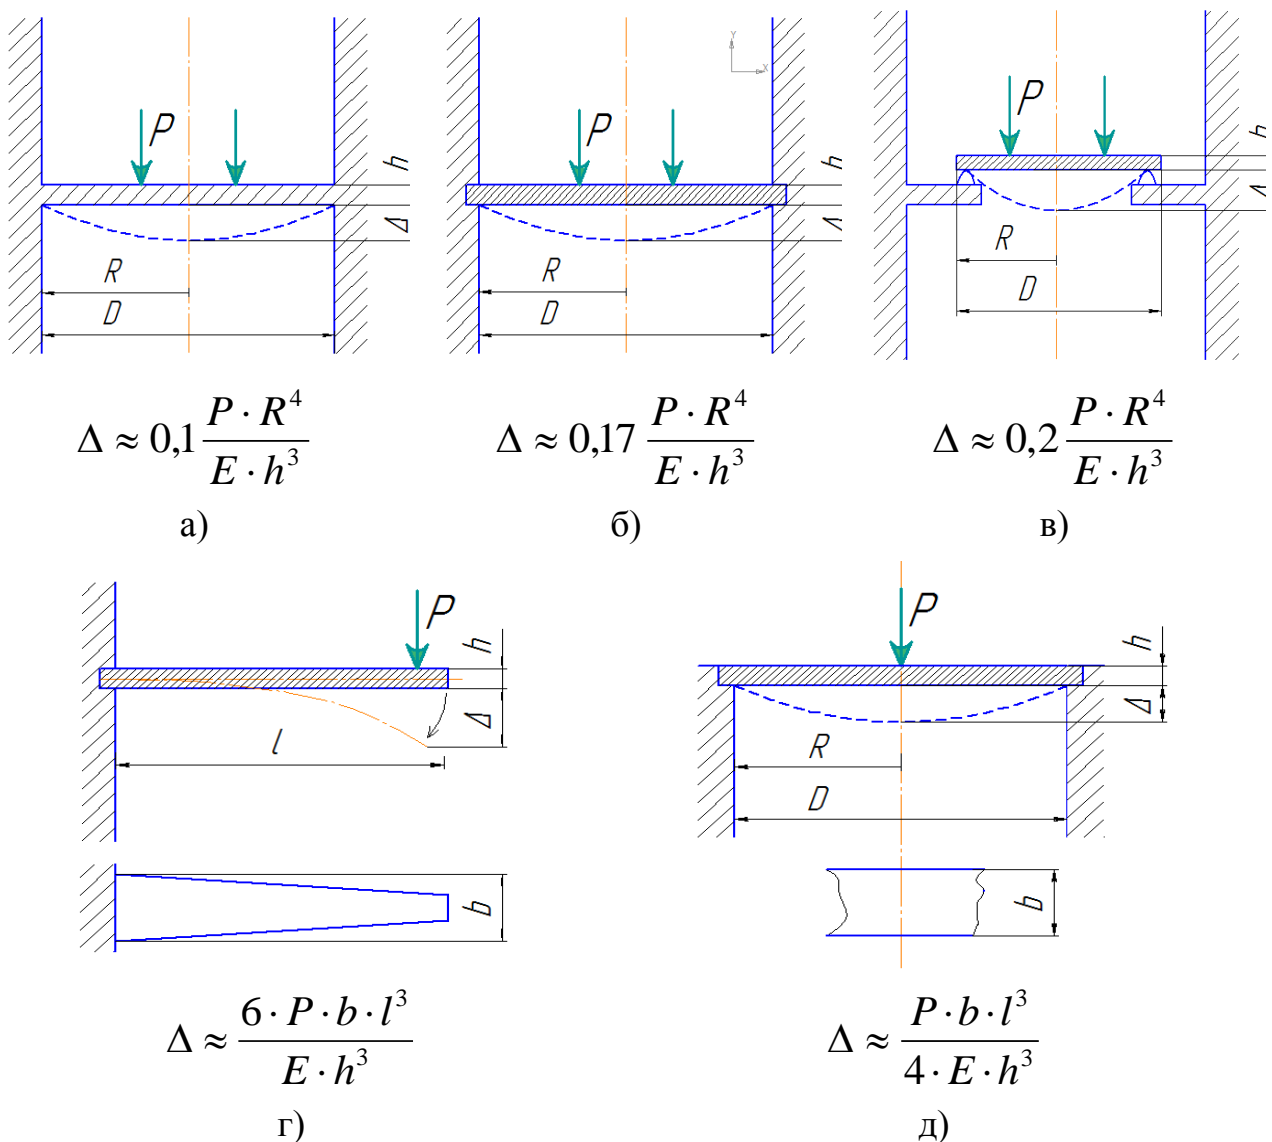 Y
X
P P P
h h h
Δ Δ Δ
R R R
D D D
Δ ≈ 0,1 P · R⁴ / E · h³
Δ ≈ 0,17 P · R⁴ / E · h³
Δ ≈ 0,2 P · R⁴ / E · h³
а) б) в)
P P
h h
Δ Δ
l R
D
b b
Δ ≈ 6 · P · b · l³ / E · h³
Δ ≈ P · b · l³ / 4 · E · h³
г) д)